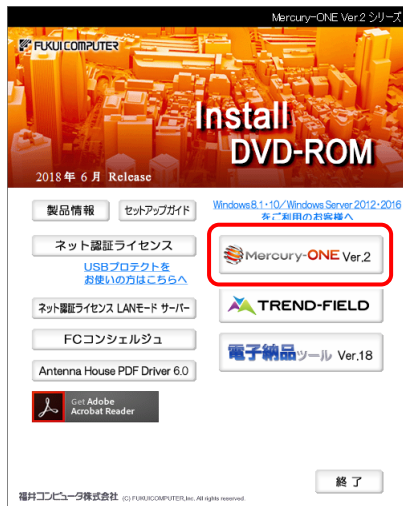 Mercury-ONE Ver.2 シリーズ
FUKUI COMPUTER
Install
DVD-ROM
2018年 6月 Release
製品情報
セットアップガイド
Windows8.1・10／Windows Server 2012・2016
をご利用のお客様へ
ネット認証ライセンス
USBプロテクトを
お使いの方はこちらへ
Mercury-ONE Ver.2
ネット認証ライセンス LANモード サーバー
TREND-FIELD
FCコンシェルジュ
電子納品ツール Ver.18
Antenna House PDF Driver 6.0
Get Adobe
Acrobat Reader
終 了
福井コンピュータ株式会社 (C) FUKUICOMPUTER,Inc. All rights reserved.